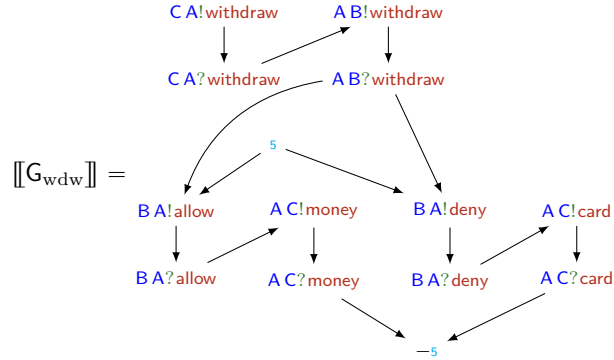 C A!withdraw A B!withdraw
C A?withdraw A B?withdraw
5
⟦G_wdw⟧ =
B A!allow A C!money B A!deny A C!card
B A?allow A C?money B A?deny A C?card
−5